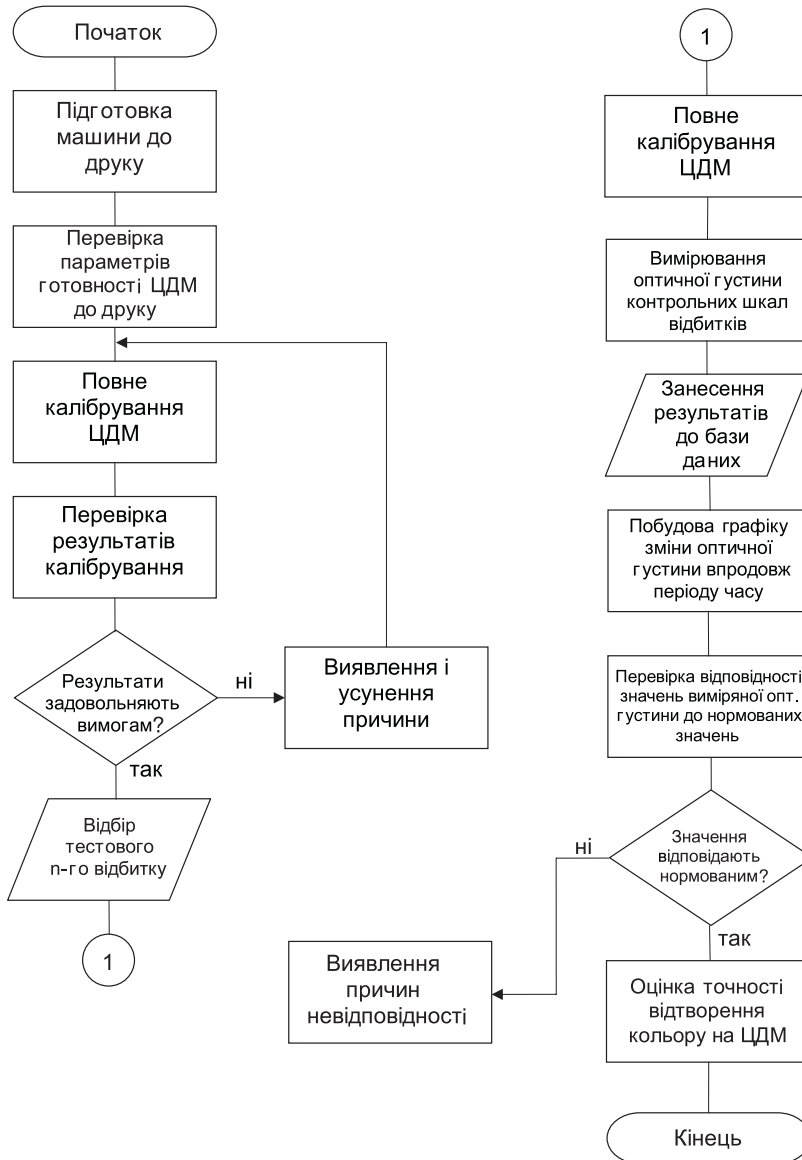 Початок
Підготовка
машини до
друку
Перевірка
параметрів
готовності ЦДМ
до друку
Повне
калібрування
ЦДМ
Перевірка
результатів
калібрування
Результати
задовольняють
вимогам?
ні
Виявлення і
усунення
причини
так
Відбір
тестового
n-го відбитку
1
1
Повне
калібрування
ЦДМ
Вимірювання
оптичної густини
контрольних шкал
відбитків
Занесення
результатів
до бази
даних
Побудова графіку
зміни оптичної
густини впродовж
періоду часу
Перевірка відповідності
значень виміряної опт.
густини до нормованих
значень
Значення
відповідають
нормованим?
ні
Виявлення
причин
невідповідності
так
Оцінка точності
відтворення
кольору на ЦДМ
Кінець